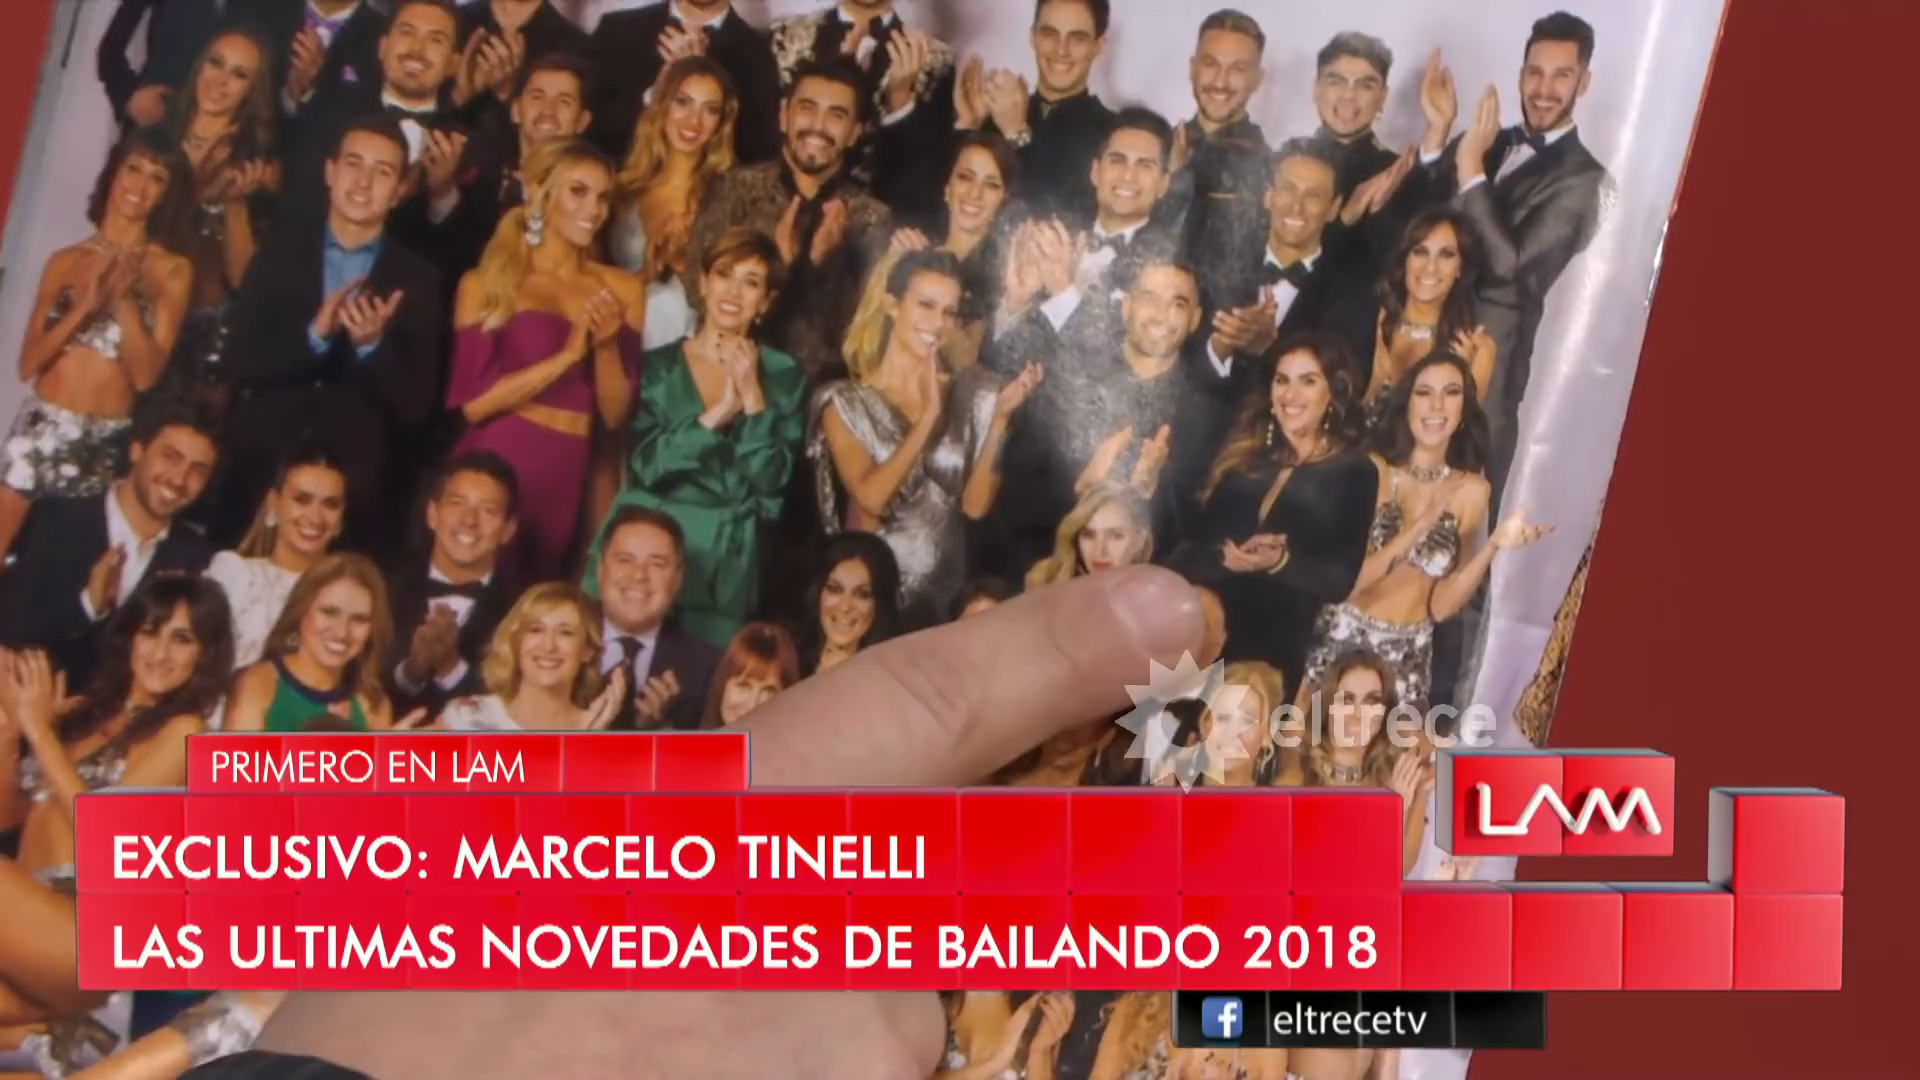 eltrece
PRIMERO EN LAM
LAM
EXCLUSIVO: MARCELO TINELLI
LAS ULTIMAS NOVEDADES DE BAILANDO 2018
f eltrecetv